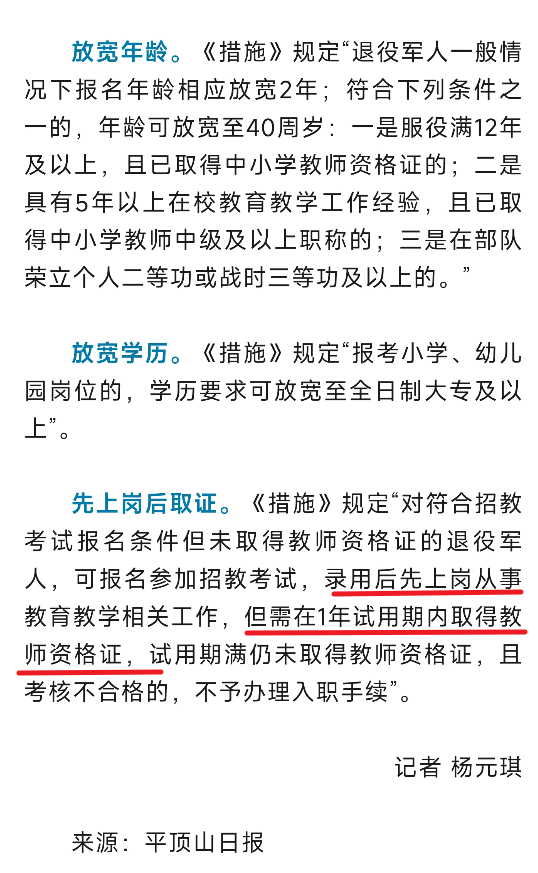 放宽年龄。《措施》规定“退役军人一般情
况下报名年龄相应放宽2年；符合下列条件之
一的，年龄可放宽至40周岁：一是服役满12年
及以上，且已取得中小学教师资格证的；二是
具有5年以上在校教育教学工作经验，且已取
得中小学教师中级及以上职称的；三是在部队
荣立个人二等功或战时三等功及以上的。”
放宽学历。《措施》规定“报考小学、幼儿
园岗位的，学历要求可放宽至全日制大专及以
上”。
先上岗后取证。《措施》规定“对符合招教
考试报名条件但未取得教师资格证的退役军
人，可报名参加招教考试，录用后先上岗从事
教育教学相关工作，但需在1年试用期内取得教
师资格证，试用期满仍未取得教师资格证，且
考核不合格的，不予办理入职手续”。
记者 杨元琪
来源：平顶山日报